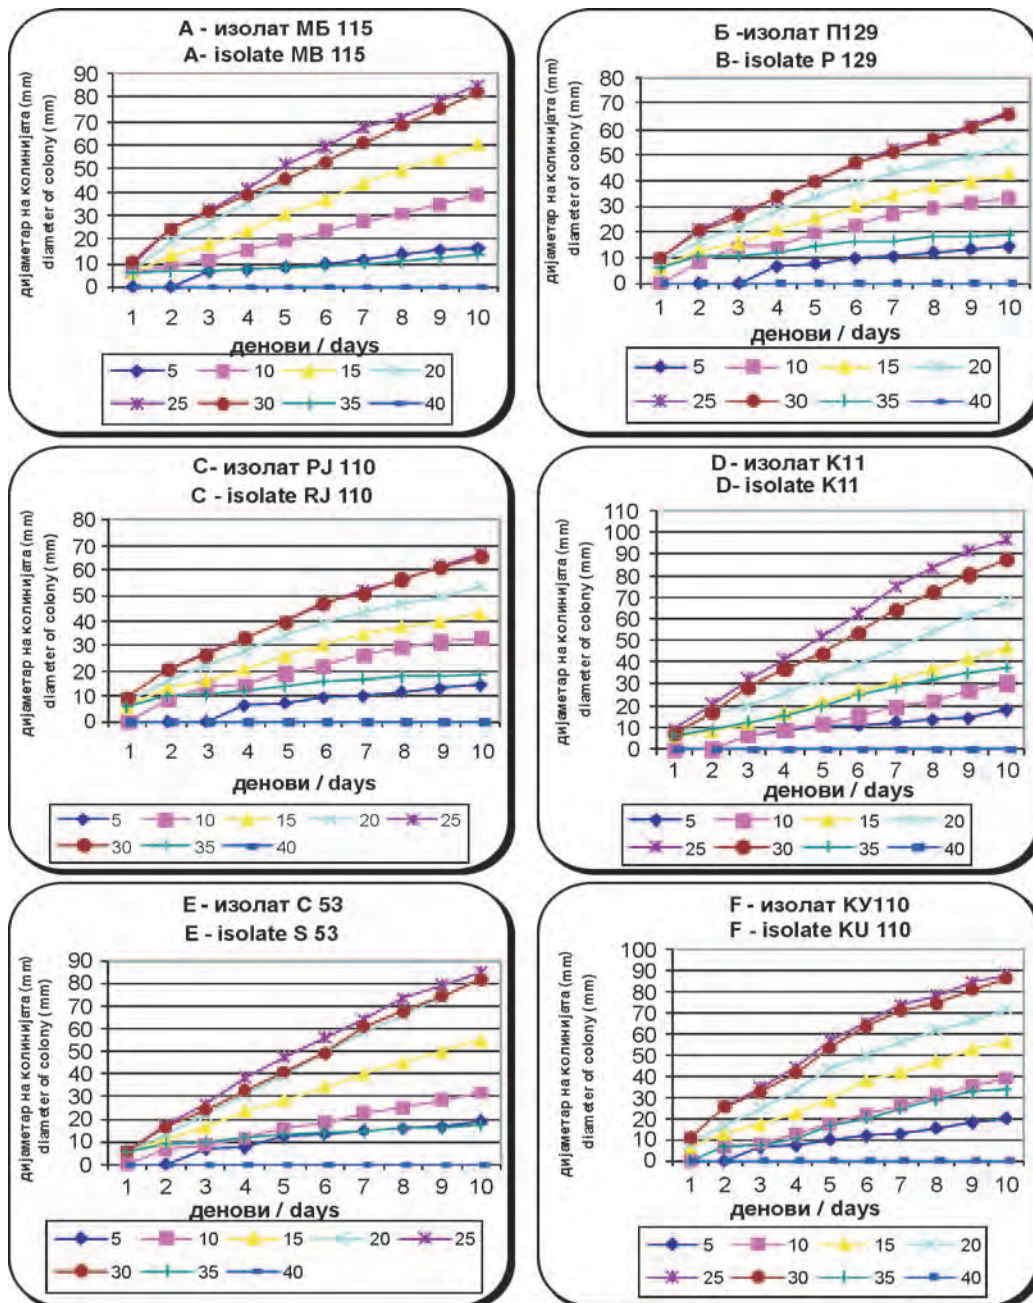 А - изолат МБ 115
A- isolate MB 115
дијаметар на колинијата (mm)
diameter of colony (mm)
90
80
70
60
50
40
30
20
10
0
1 2 3 4 5 6 7 8 9 10
денови / days
5 10 15 20
25 30 35 40
Б -изолат П129
B- isolate P 129
дијаметар на колинијата (mm)
diameter of colony (mm)
80
70
60
50
40
30
20
10
0
1 2 3 4 5 6 7 8 9 10
денови / days
5 10 15 20
25 30 35 40
C- изолат PJ 110
C - isolate RJ 110
дијаметар на колинијата (mm)
diameter of colony (mm)
80
70
60
50
40
30
20
10
0
1 2 3 4 5 6 7 8 9 10
денови / days
5 10 15 20 25
30 35 40
D - изолат К11
D- isolate K11
дијаметар на колинијата (mm)
diameter of colony (mm)
110
100
90
80
70
60
50
40
30
20
10
0
1 2 3 4 5 6 7 8 9 10
денови / days
5 10 15 20
25 30 35 40
E - изолат С 53
E - isolate S 53
дијаметар на колинијата (mm)
diameter of colony (mm)
90
80
70
60
50
40
30
20
10
0
1 2 3 4 5 6 7 8 9 10
денови / days
5 10 15 20 25
30 35 40
F - изолат КУ110
F - isolate KU 110
дијаметар на колинијата (mm)
diameter of colony (mm)
100
90
80
70
60
50
40
30
20
10
0
1 2 3 4 5 6 7 8 9 10
денови / days
5 10 15 20
25 30 35 40